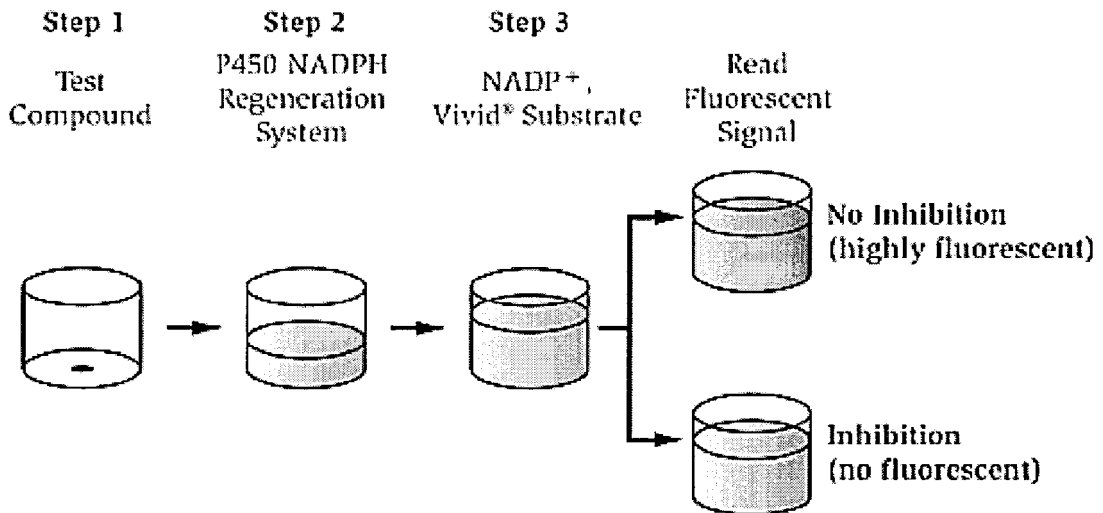 Step 1
Test
Compound
Step 2
P450 NADPH
Regeneration
System
Step 3
NADP+,
Vivid® Substrate
Read
Fluorescent
Signal
No Inhibition
(highly fluorescent)
Inhibition
(no fluorescent)